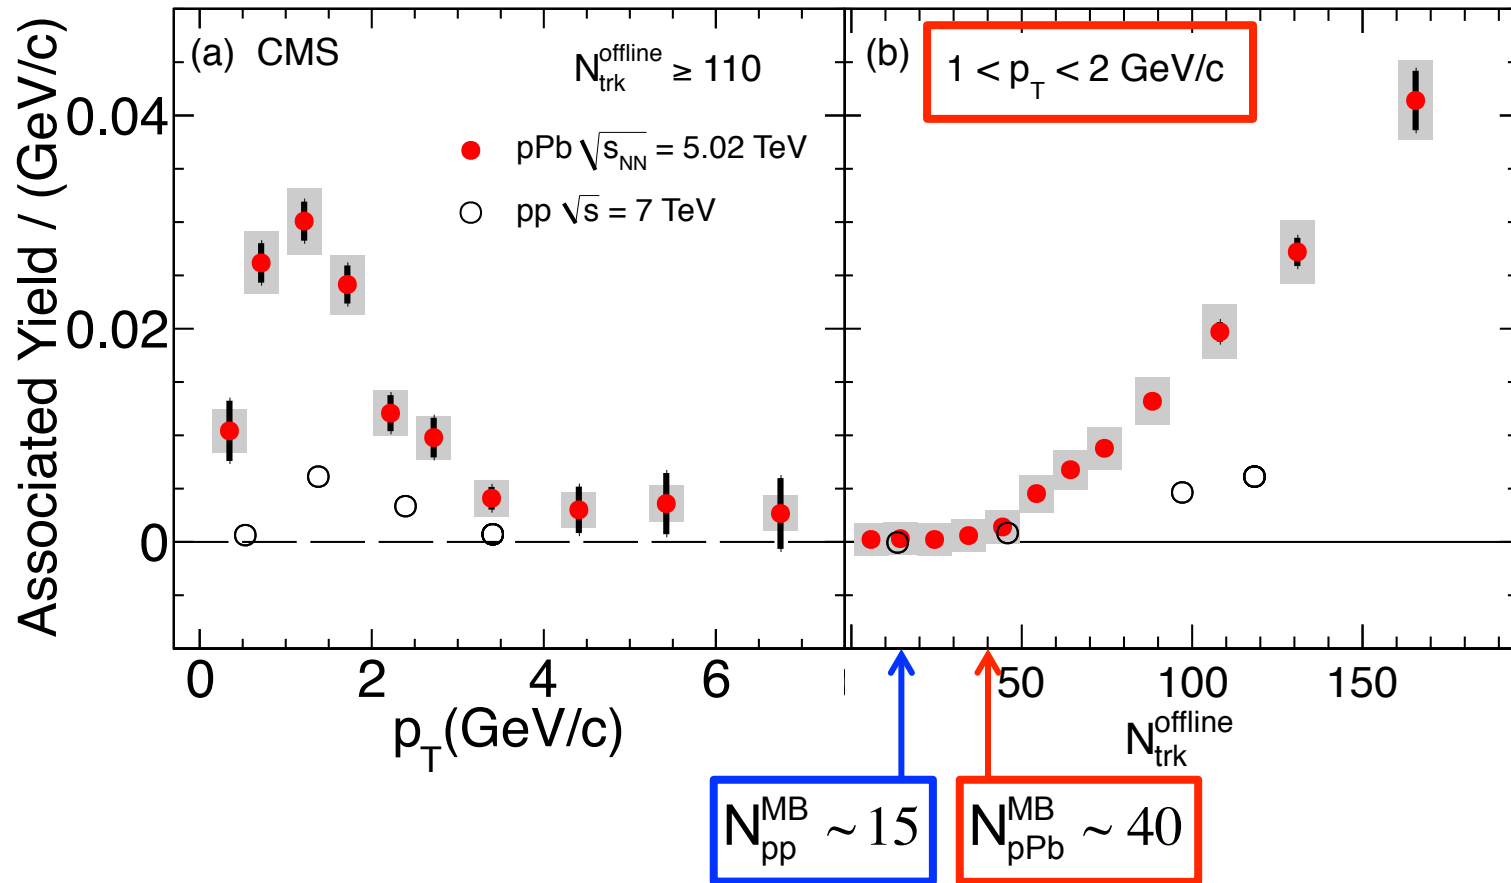 Associated Yield / (GeV/c)
(a) CMS
N_trk^offline ≥ 110
pPb √s_NN = 5.02 TeV
pp √s = 7 TeV
(b)
1 < p_T < 2 GeV/c
0.04
0.02
0
0 2 4 6
p_T(GeV/c)
50 100 150
N_trk^offline
N_pp^MB ~ 15
N_pPb^MB ~ 40